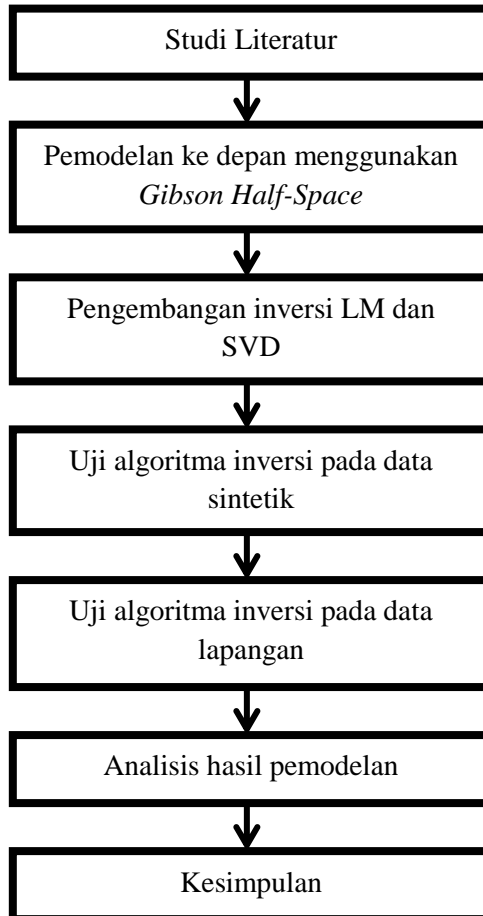 Studi Literatur
Pemodelan ke depan menggunakan
Gibson Half-Space
Pengembangan inversi LM dan
SVD
Uji algoritma inversi pada data
sintetik
Uji algoritma inversi pada data
lapangan
Analisis hasil pemodelan
Kesimpulan